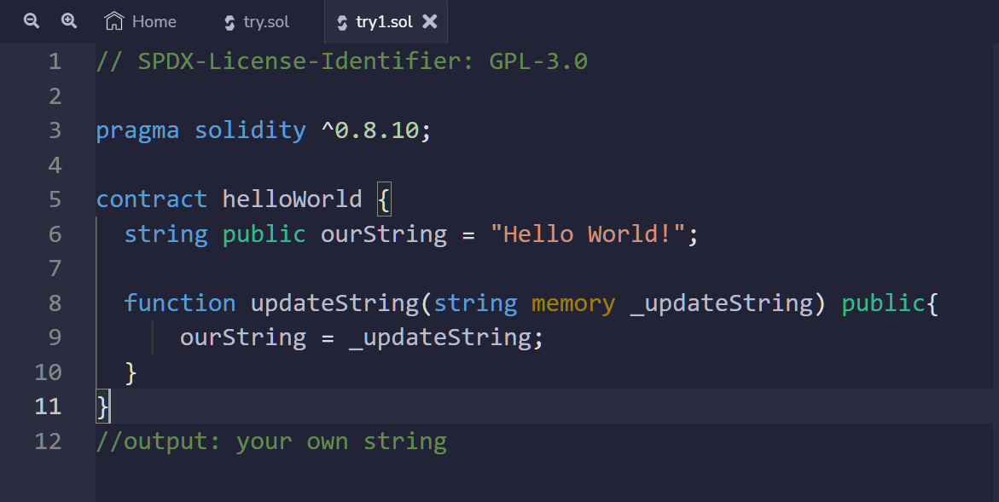 Home try.sol try1.sol
1 // SPDX-License-Identifier: GPL-3.0
2
3 pragma solidity ^0.8.10;
4
5 contract helloWorld {
6 string public ourString = "Hello World!";
7
8 function updateString(string memory _updateString) public{
9 ourString = _updateString;
10 }
11 }
12 //output: your own string